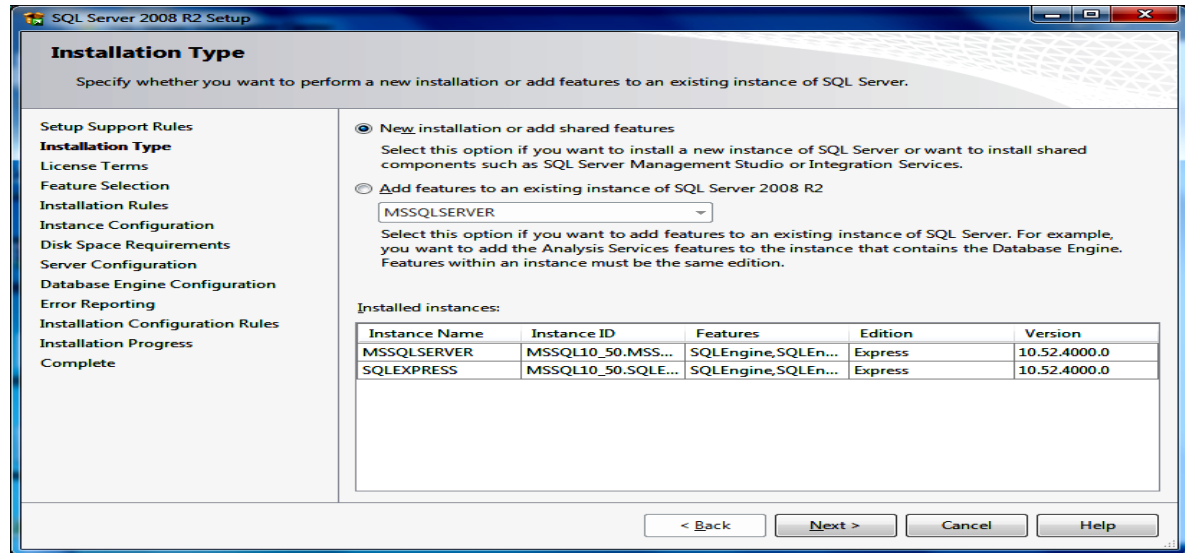 SQL Server 2008 R2 Setup
Installation Type
Specify whether you want to perform a new installation or add features to an existing instance of SQL Server.
Setup Support Rules
Installation Type
License Terms
Feature Selection
Installation Rules
Instance Configuration
Disk Space Requirements
Server Configuration
Database Engine Configuration
Error Reporting
Installation Configuration Rules
Installation Progress
Complete
New installation or add shared features
Select this option if you want to install a new instance of SQL Server or want to install shared
components such as SQL Server Management Studio or Integration Services.
Add features to an existing instance of SQL Server 2008 R2
MSSQLSERVER
Select this option if you want to add features to an existing instance of SQL Server. For example,
you want to add the Analysis Services features to the instance that contains the Database Engine.
Features within an instance must be the same edition.
Installed instances:
Instance Name Instance ID Features Edition Version
MSSQLSERVER MSSQL10_50.MSS... SQLEngine,SQLEn... Express 10.52.4000.0
SQLEXPRESS MSSQL10_50.SQLE... SQLEngine,SQLEn... Express 10.52.4000.0
< Back Next > Cancel Help